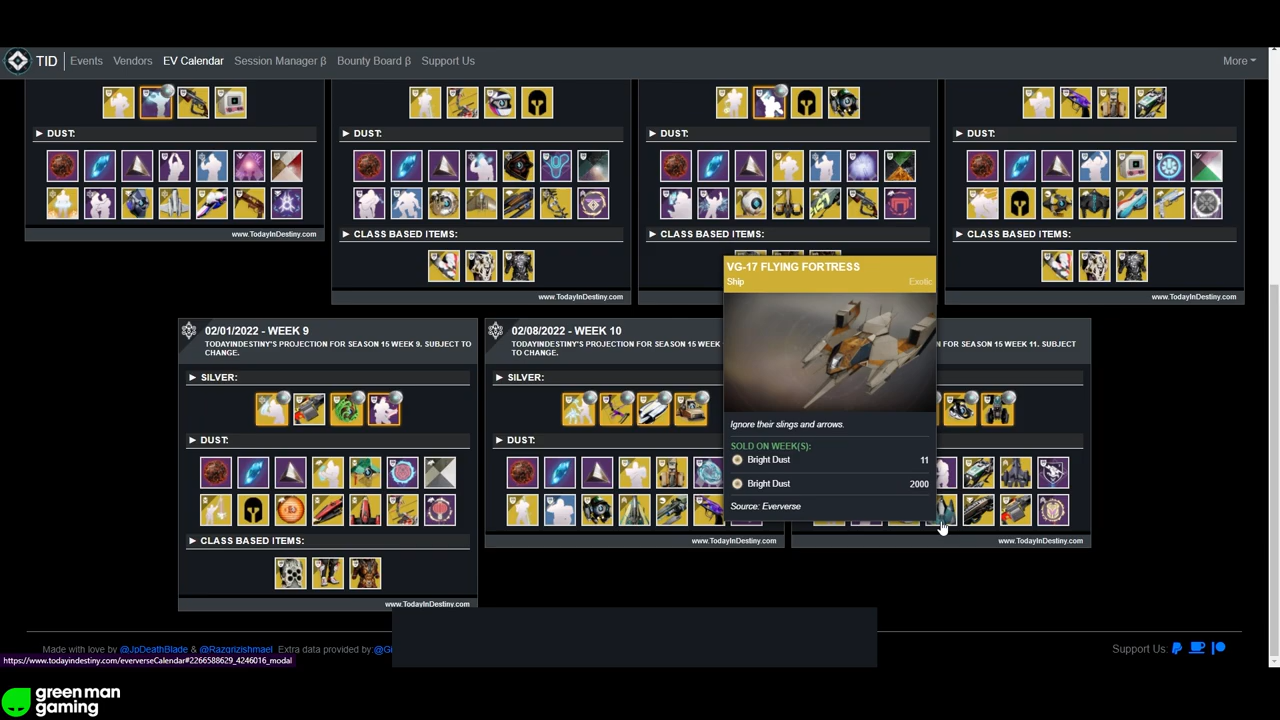 TID Events Vendors EV Calendar Session Manager β Bounty Board β Support Us More
▶ DUST: ▶ DUST: ▶ DUST: ▶ DUST:
www.TodayInDestiny.com ▶ CLASS BASED ITEMS: ▶ CLASS BASED ITEMS: ▶ CLASS BASED ITEMS:
www.TodayInDestiny.com www.TodayInDestiny.com
VG-17 FLYING FORTRESS
Ship Exotic
Ignore their slings and arrows.
SOLD ON WEEK(S):
Bright Dust 11
Bright Dust 2000
Source: Eververse
02/01/2022 - WEEK 9
TODAYINDESTINY'S PROJECTION FOR SEASON 15 WEEK 9. SUBJECT TO
CHANGE.
▶ SILVER:
▶ DUST:
▶ CLASS BASED ITEMS:
www.TodayInDestiny.com
02/08/2022 - WEEK 10
TODAYINDESTINY'S PROJECTION FOR SEASON 15 WEEK
TO CHANGE.
▶ SILVER:
▶ DUST:
www.TodayInDestiny.com
FOR SEASON 15 WEEK 11. SUBJECT
www.TodayInDestiny.com
Made with love by @JpDeathBlade & @Razgrizishmael Extra data provided by: Support Us:
https://www.todayindestiny.com/eververseCalendar#2266588629_4246016_modal
green man
gaming